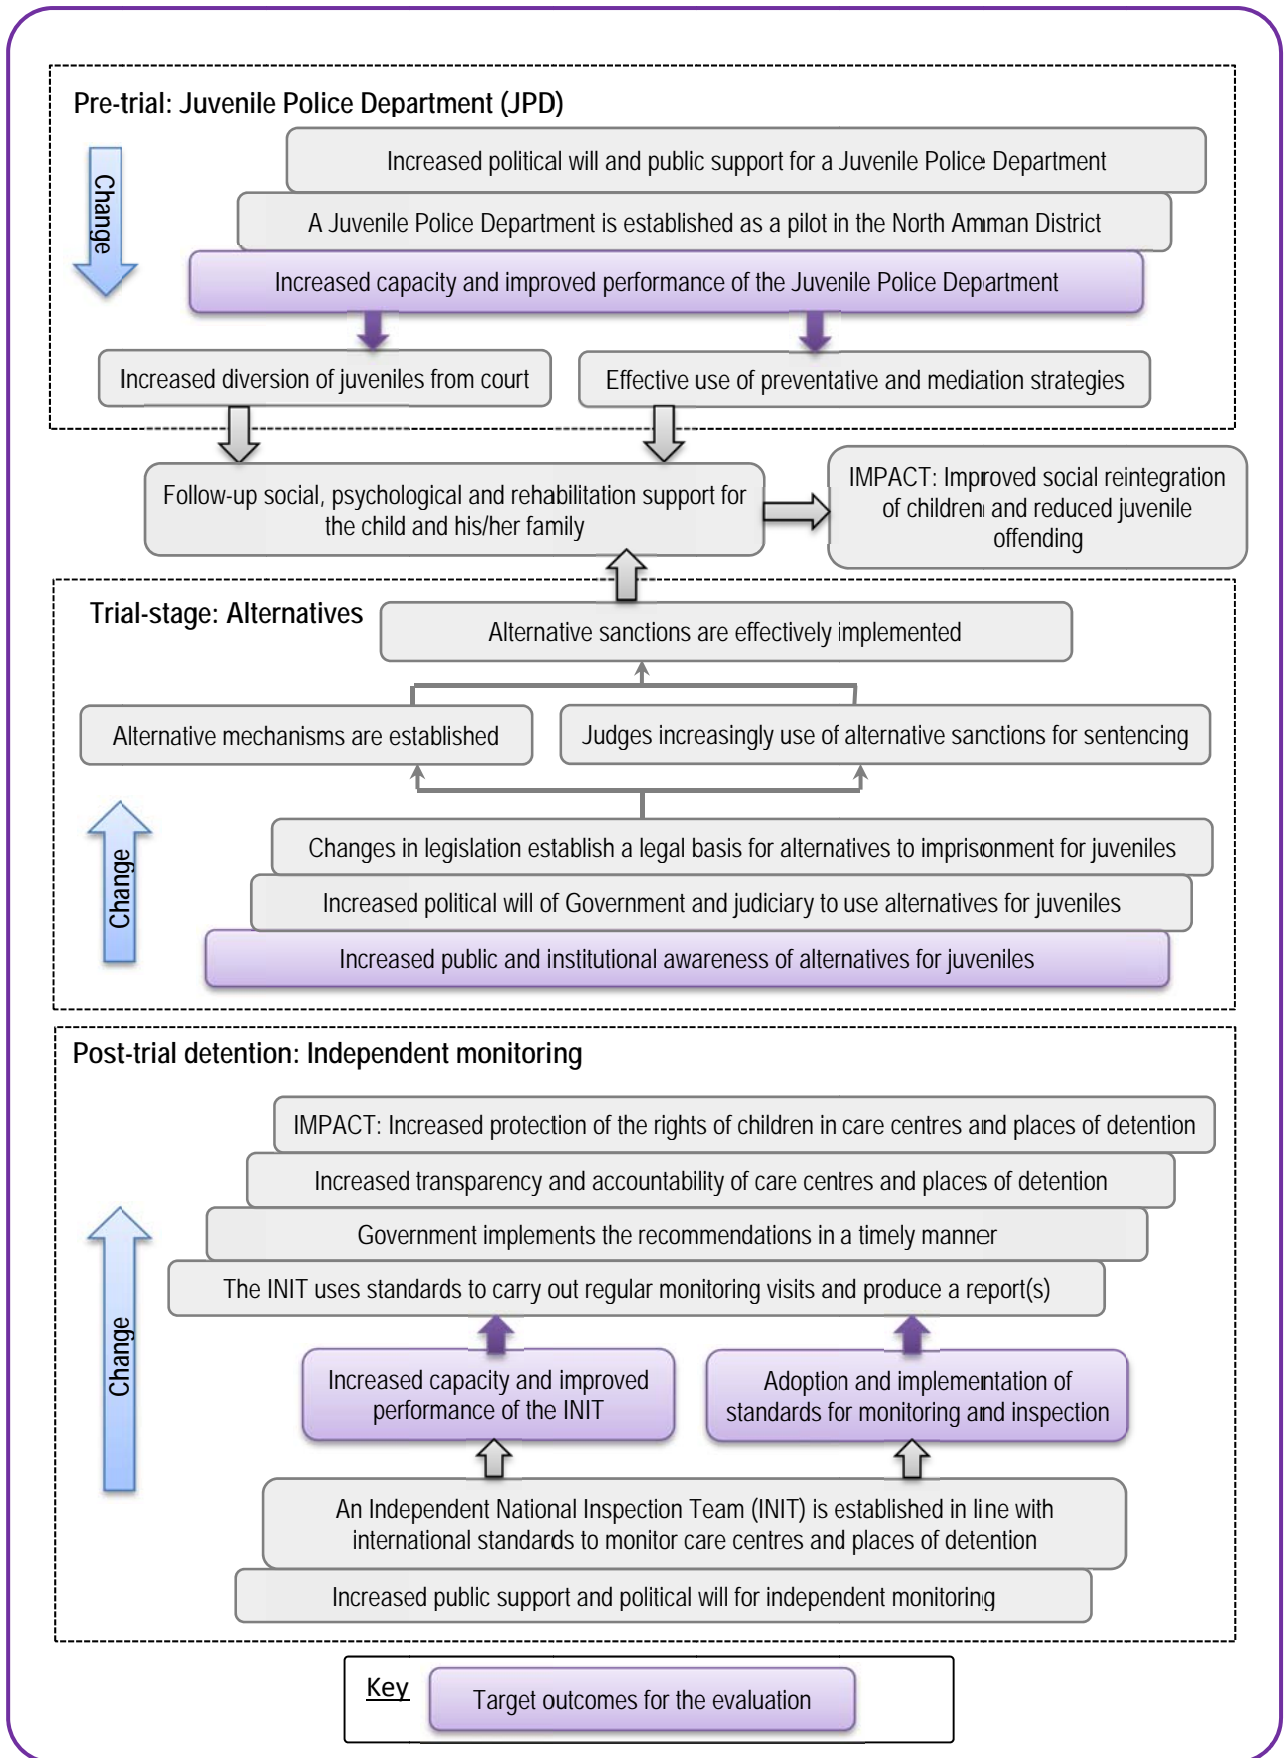 Pre-trial: Juvenile Police Department (JPD)
Change
Increased political will and public support for a Juvenile Police Department
A Juvenile Police Department is established as a pilot in the North Amman District
Increased capacity and improved performance of the Juvenile Police Department
Increased diversion of juveniles from court
Effective use of preventative and mediation strategies
Follow-up social, psychological and rehabilitation support for
the child and his/her family
IMPACT: Improved social reintegration
of children and reduced juvenile
offending
Trial-stage: Alternatives
Alternative sanctions are effectively implemented
Alternative mechanisms are established
Judges increasingly use of alternative sanctions for sentencing
Change
Changes in legislation establish a legal basis for alternatives to imprisonment for juveniles
Increased political will of Government and judiciary to use alternatives for juveniles
Increased public and institutional awareness of alternatives for juveniles
Post-trial detention: Independent monitoring
IMPACT: Increased protection of the rights of children in care centres and places of detention
Increased transparency and accountability of care centres and places of detention
Government implements the recommendations in a timely manner
The INIT uses standards to carry out regular monitoring visits and produce a report(s)
Change
Increased capacity and improved
performance of the INIT
Adoption and implementation of
standards for monitoring and inspection
An Independent National Inspection Team (INIT) is established in line with
international standards to monitor care centres and places of detention
Increased public support and political will for independent monitoring
Key
Target outcomes for the evaluation